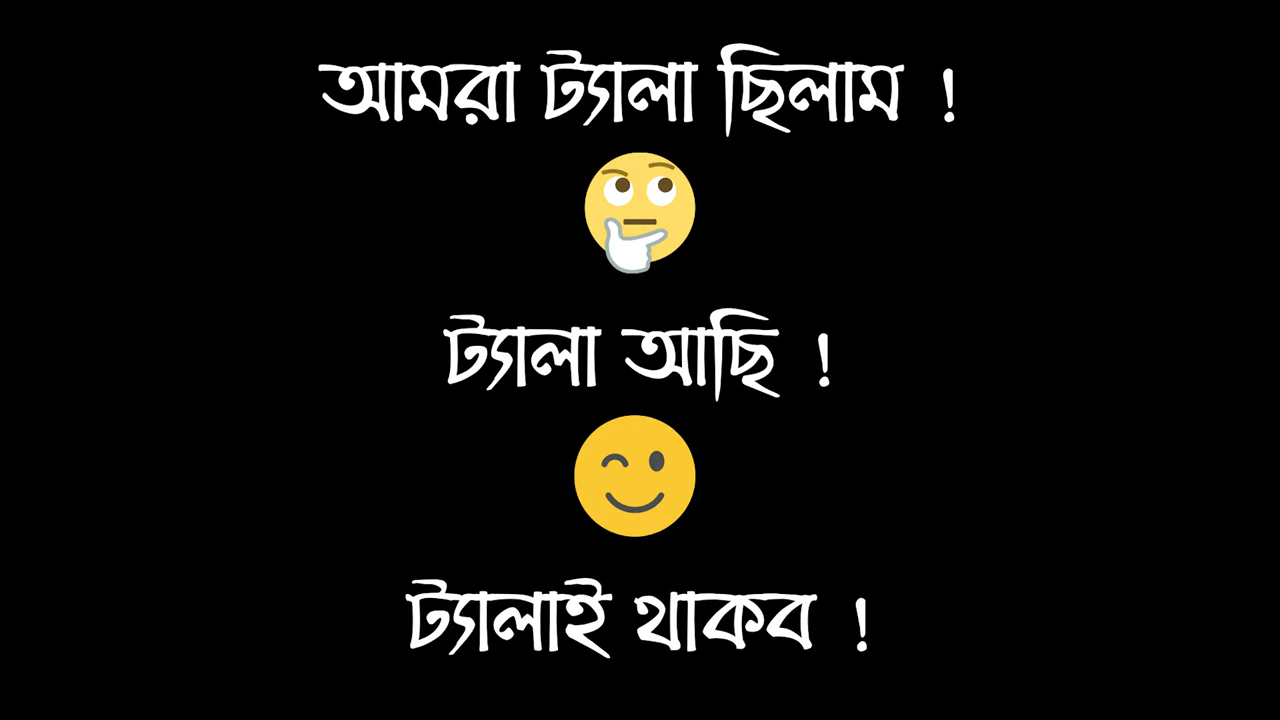 আমরা ট্যালা ছিলাম !
ট্যালা আছি !
ট্যালাই থাকব !